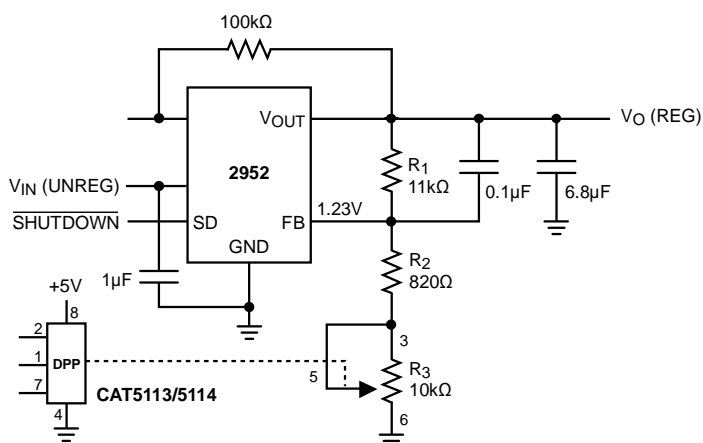 100kΩ
VOUT
VO (REG)
2952
R1
11kΩ
0.1µF
6.8µF
VIN (UNREG)
SHUTDOWN
SD
FB
1.23V
GND
R2
820Ω
1µF
+5V
8
2
1
7
DPP
4
CAT5113/5114
3
5
R3
10kΩ
6